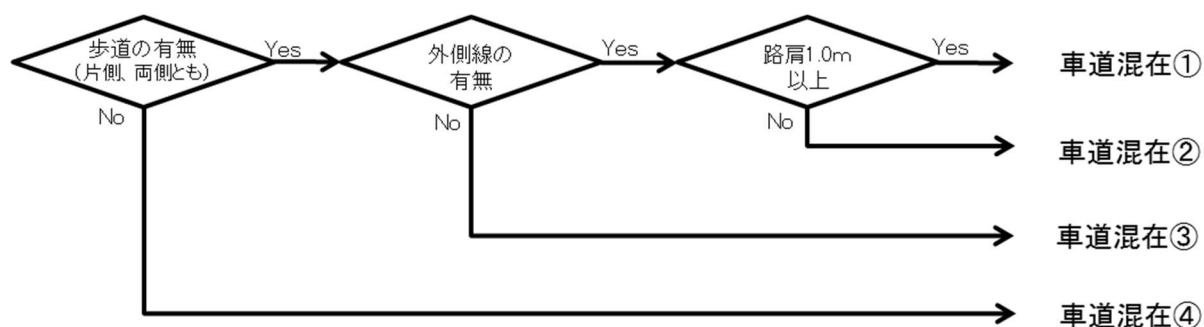 歩道の有無
(片側、両側とも)
Yes
外側線の
有無
Yes
路肩1.0m
以上
Yes
車道混在①
No
No
No
車道混在②
車道混在③
車道混在④